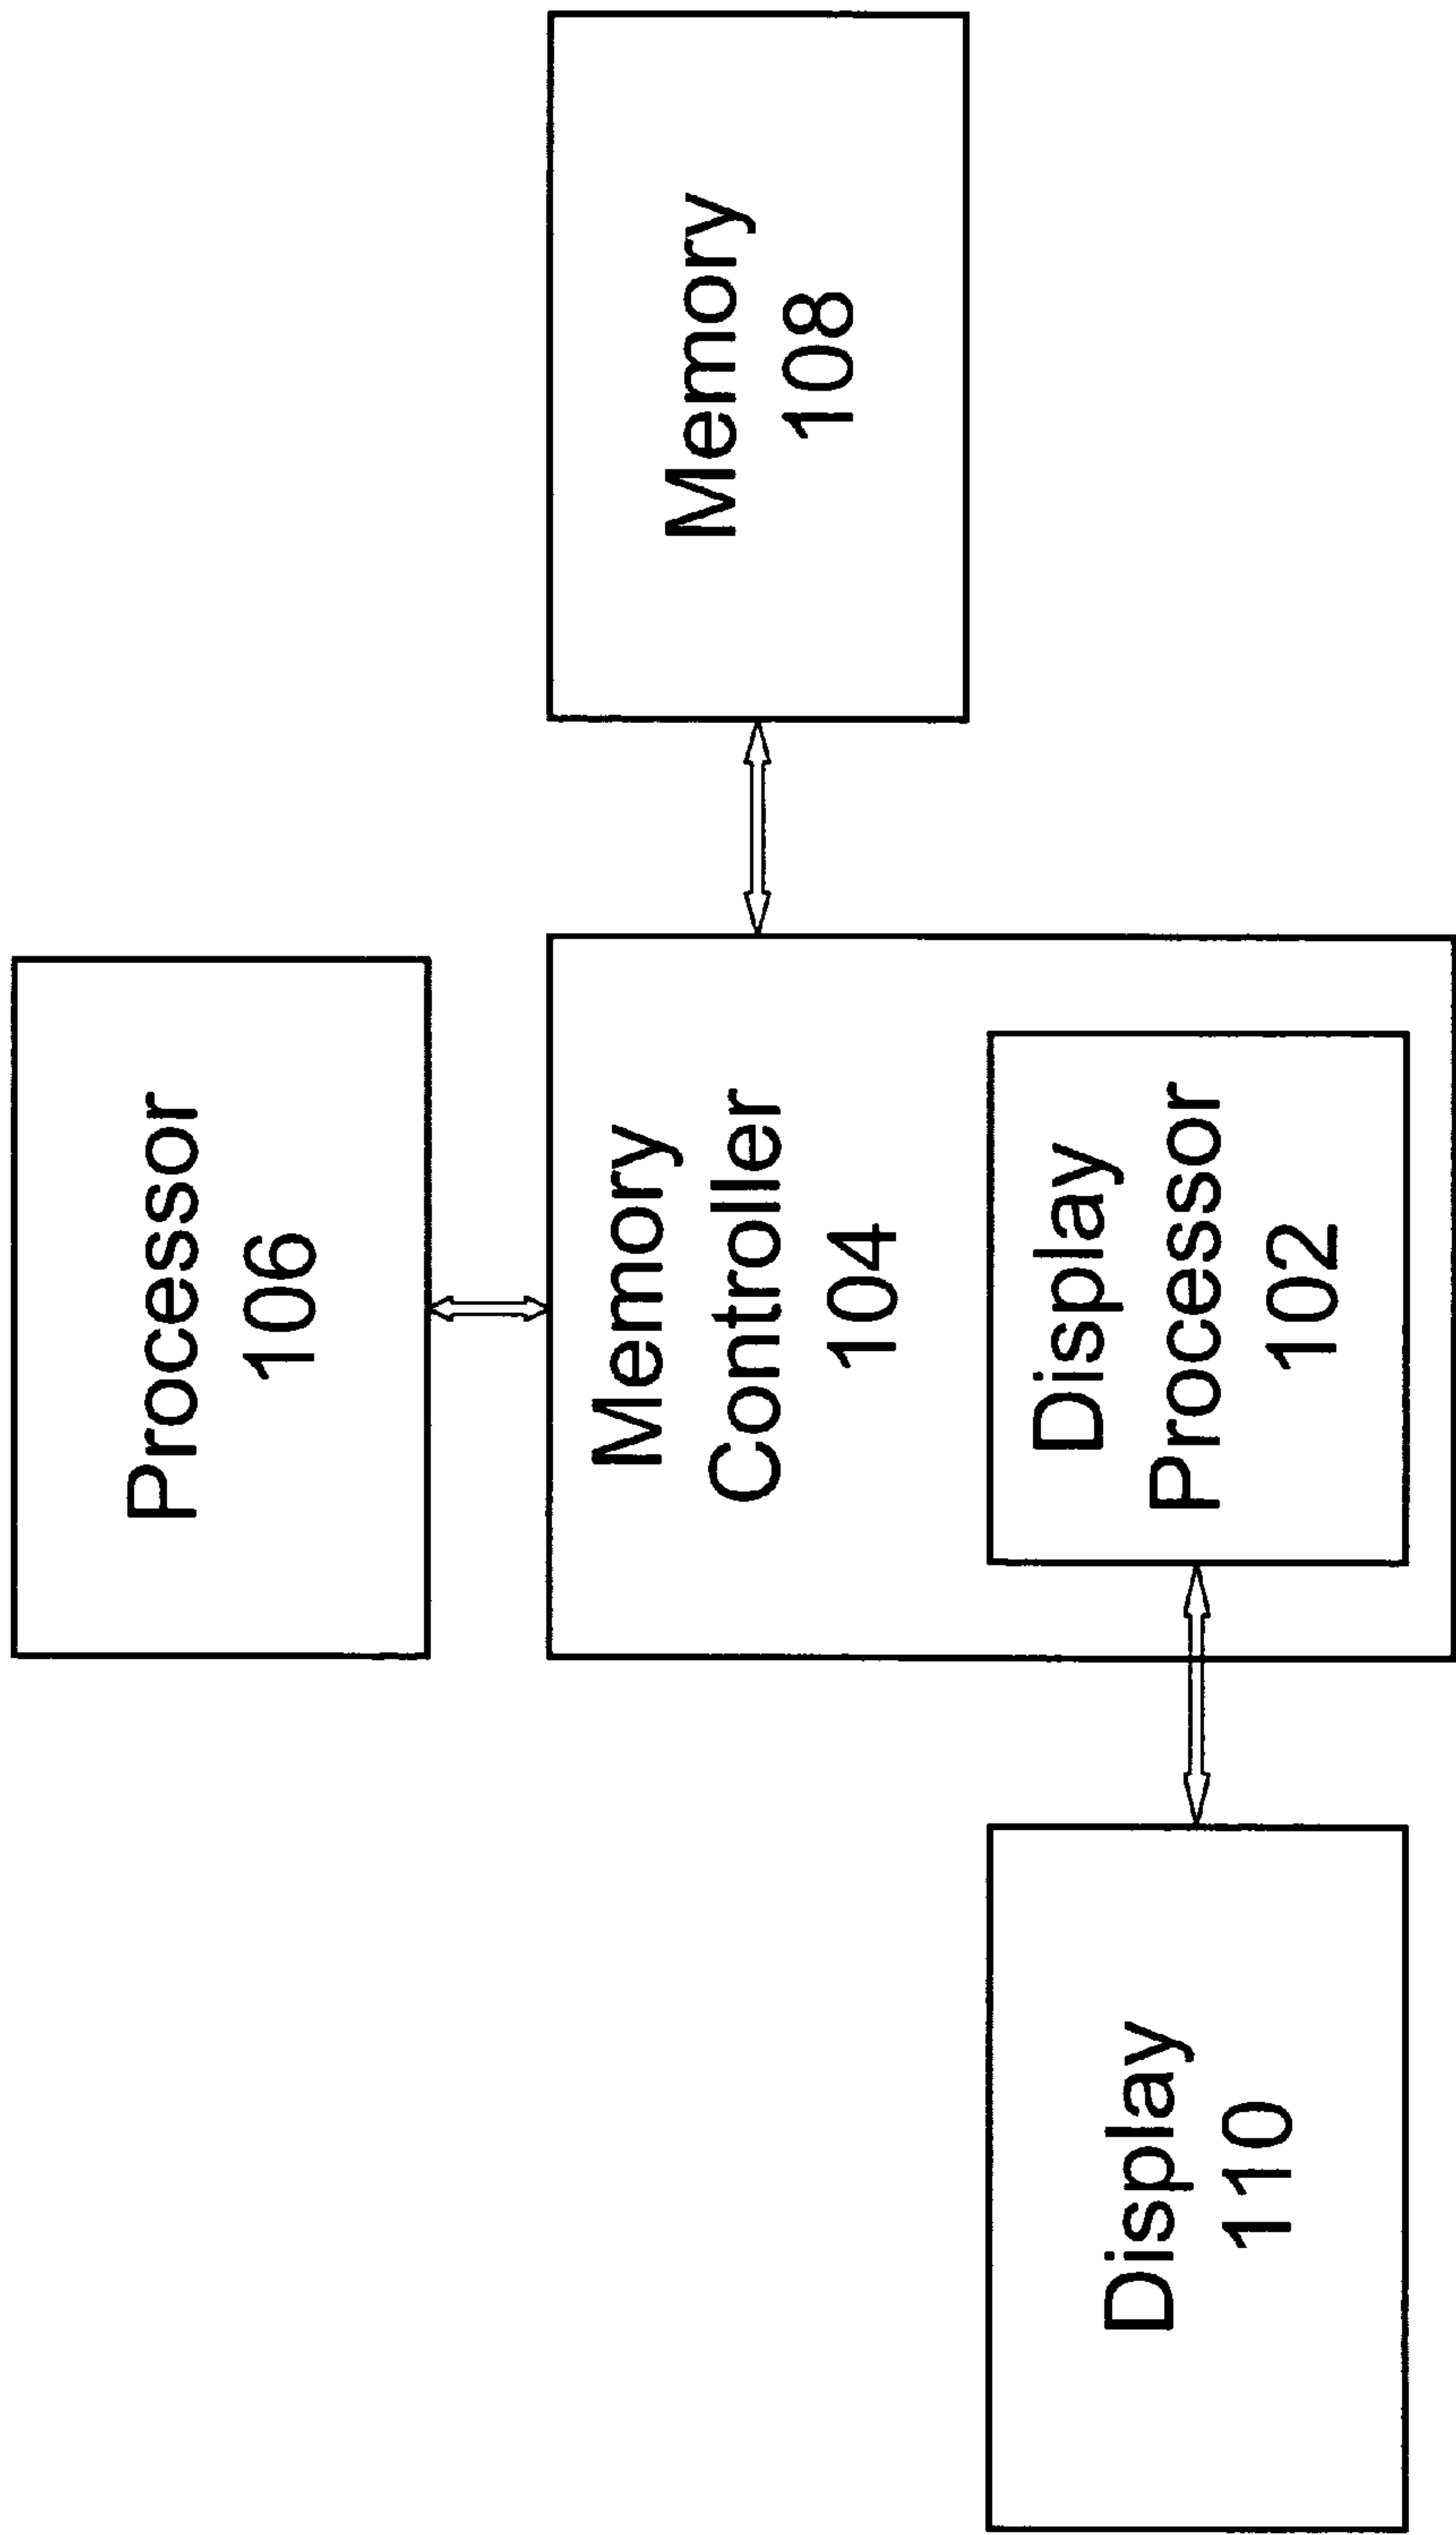 Processor
106
Memory
Controller
104
Display
Processor
102
Memory
108
Display
110